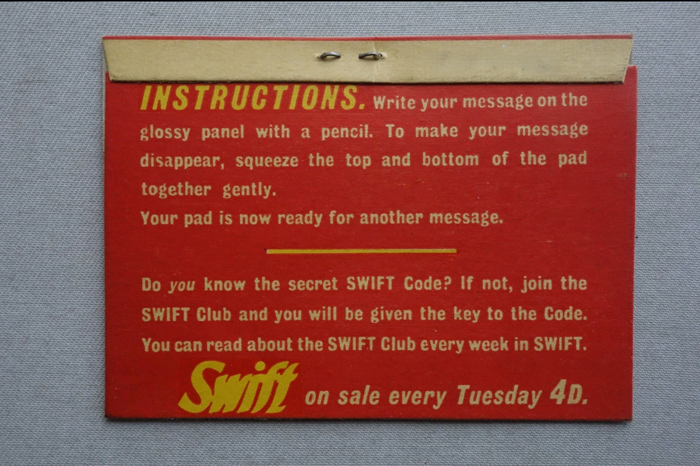 INSTRUCTIONS. Write your message on the
glossy panel with a pencil. To make your message
disappear, squeeze the top and bottom of the pad
together gently.
Your pad is now ready for another message.
Do you know the secret SWIFT Code? If not, join the
SWIFT Club and you will be given the key to the Code.
You can read about the SWIFT Club every week in SWIFT.
Swift on sale every Tuesday 4D.